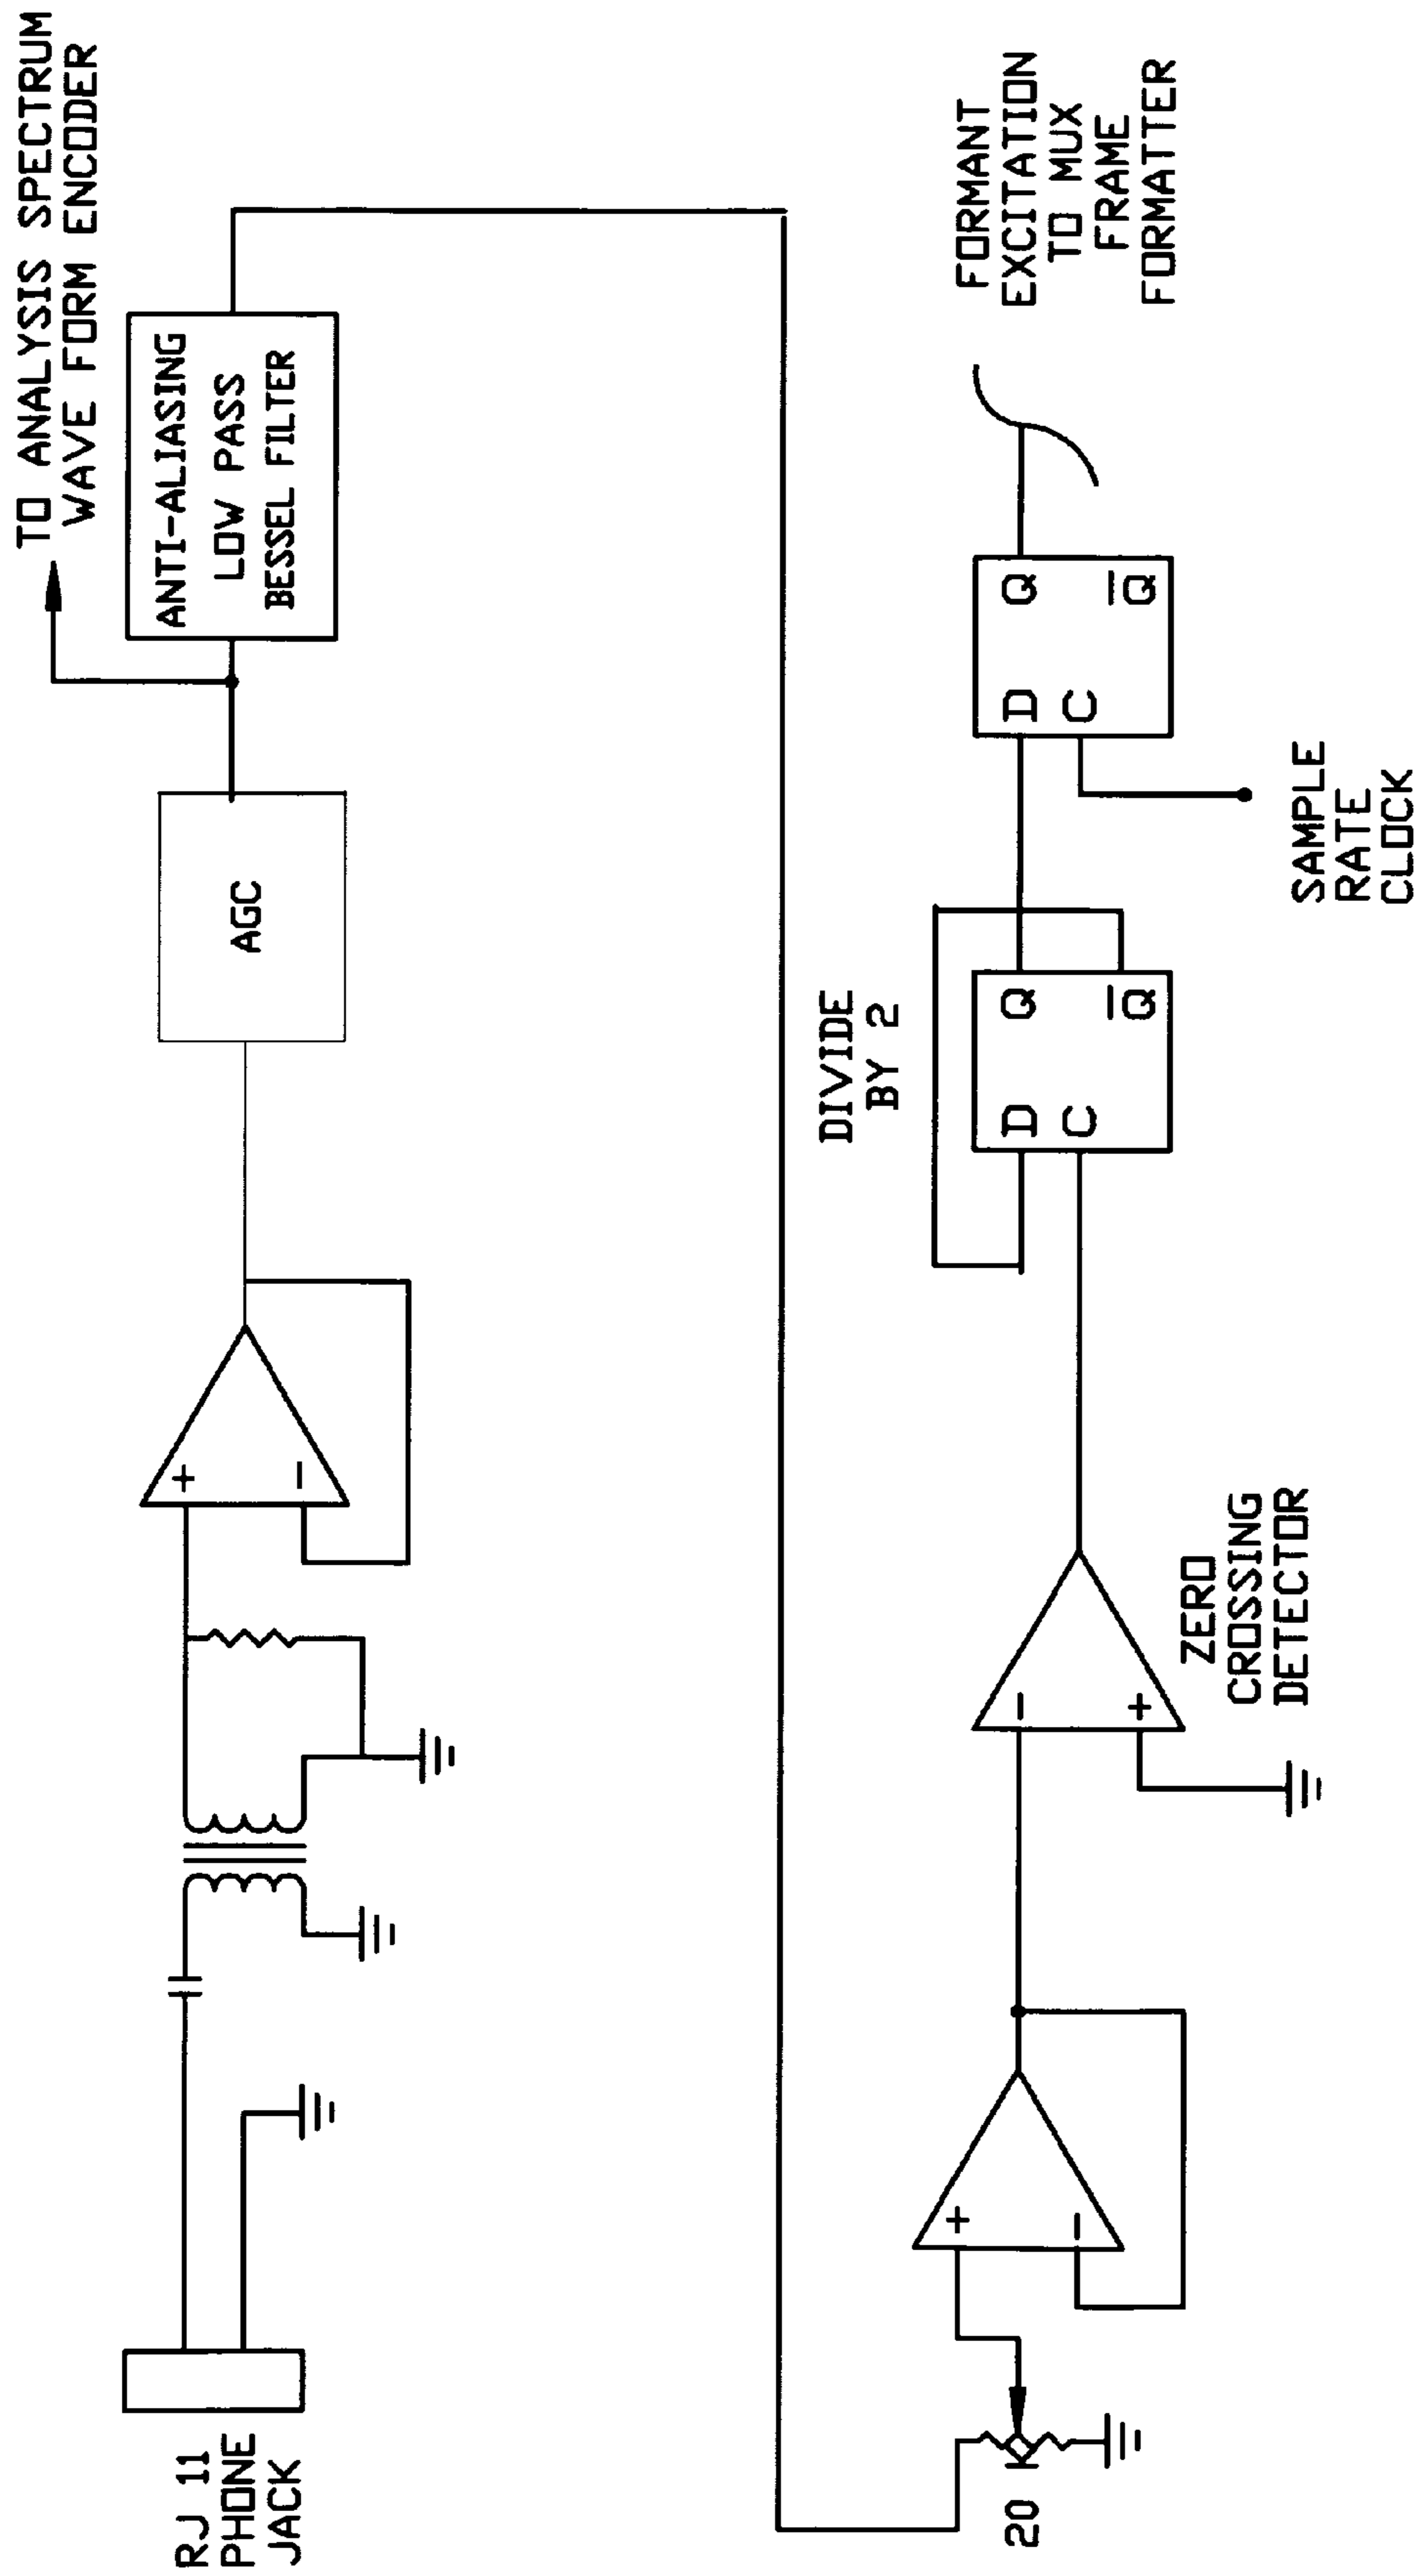 RJ 11
PHONE
JACK
+
−
AGC
TO ANALYSIS SPECTRUM
WAVE FORM ENCODER
ANTI-ALIASING
LOW PASS
BESSEL FILTER
20 K
+
−
−
+
ZERO
CROSSING
DETECTOR
DIVIDE
BY 2
D Q
C Q̅
SAMPLE
RATE
CLOCK
D Q
C Q̅
FORMANT
EXCITATION
TO MUX
FRAME
FORMATTER